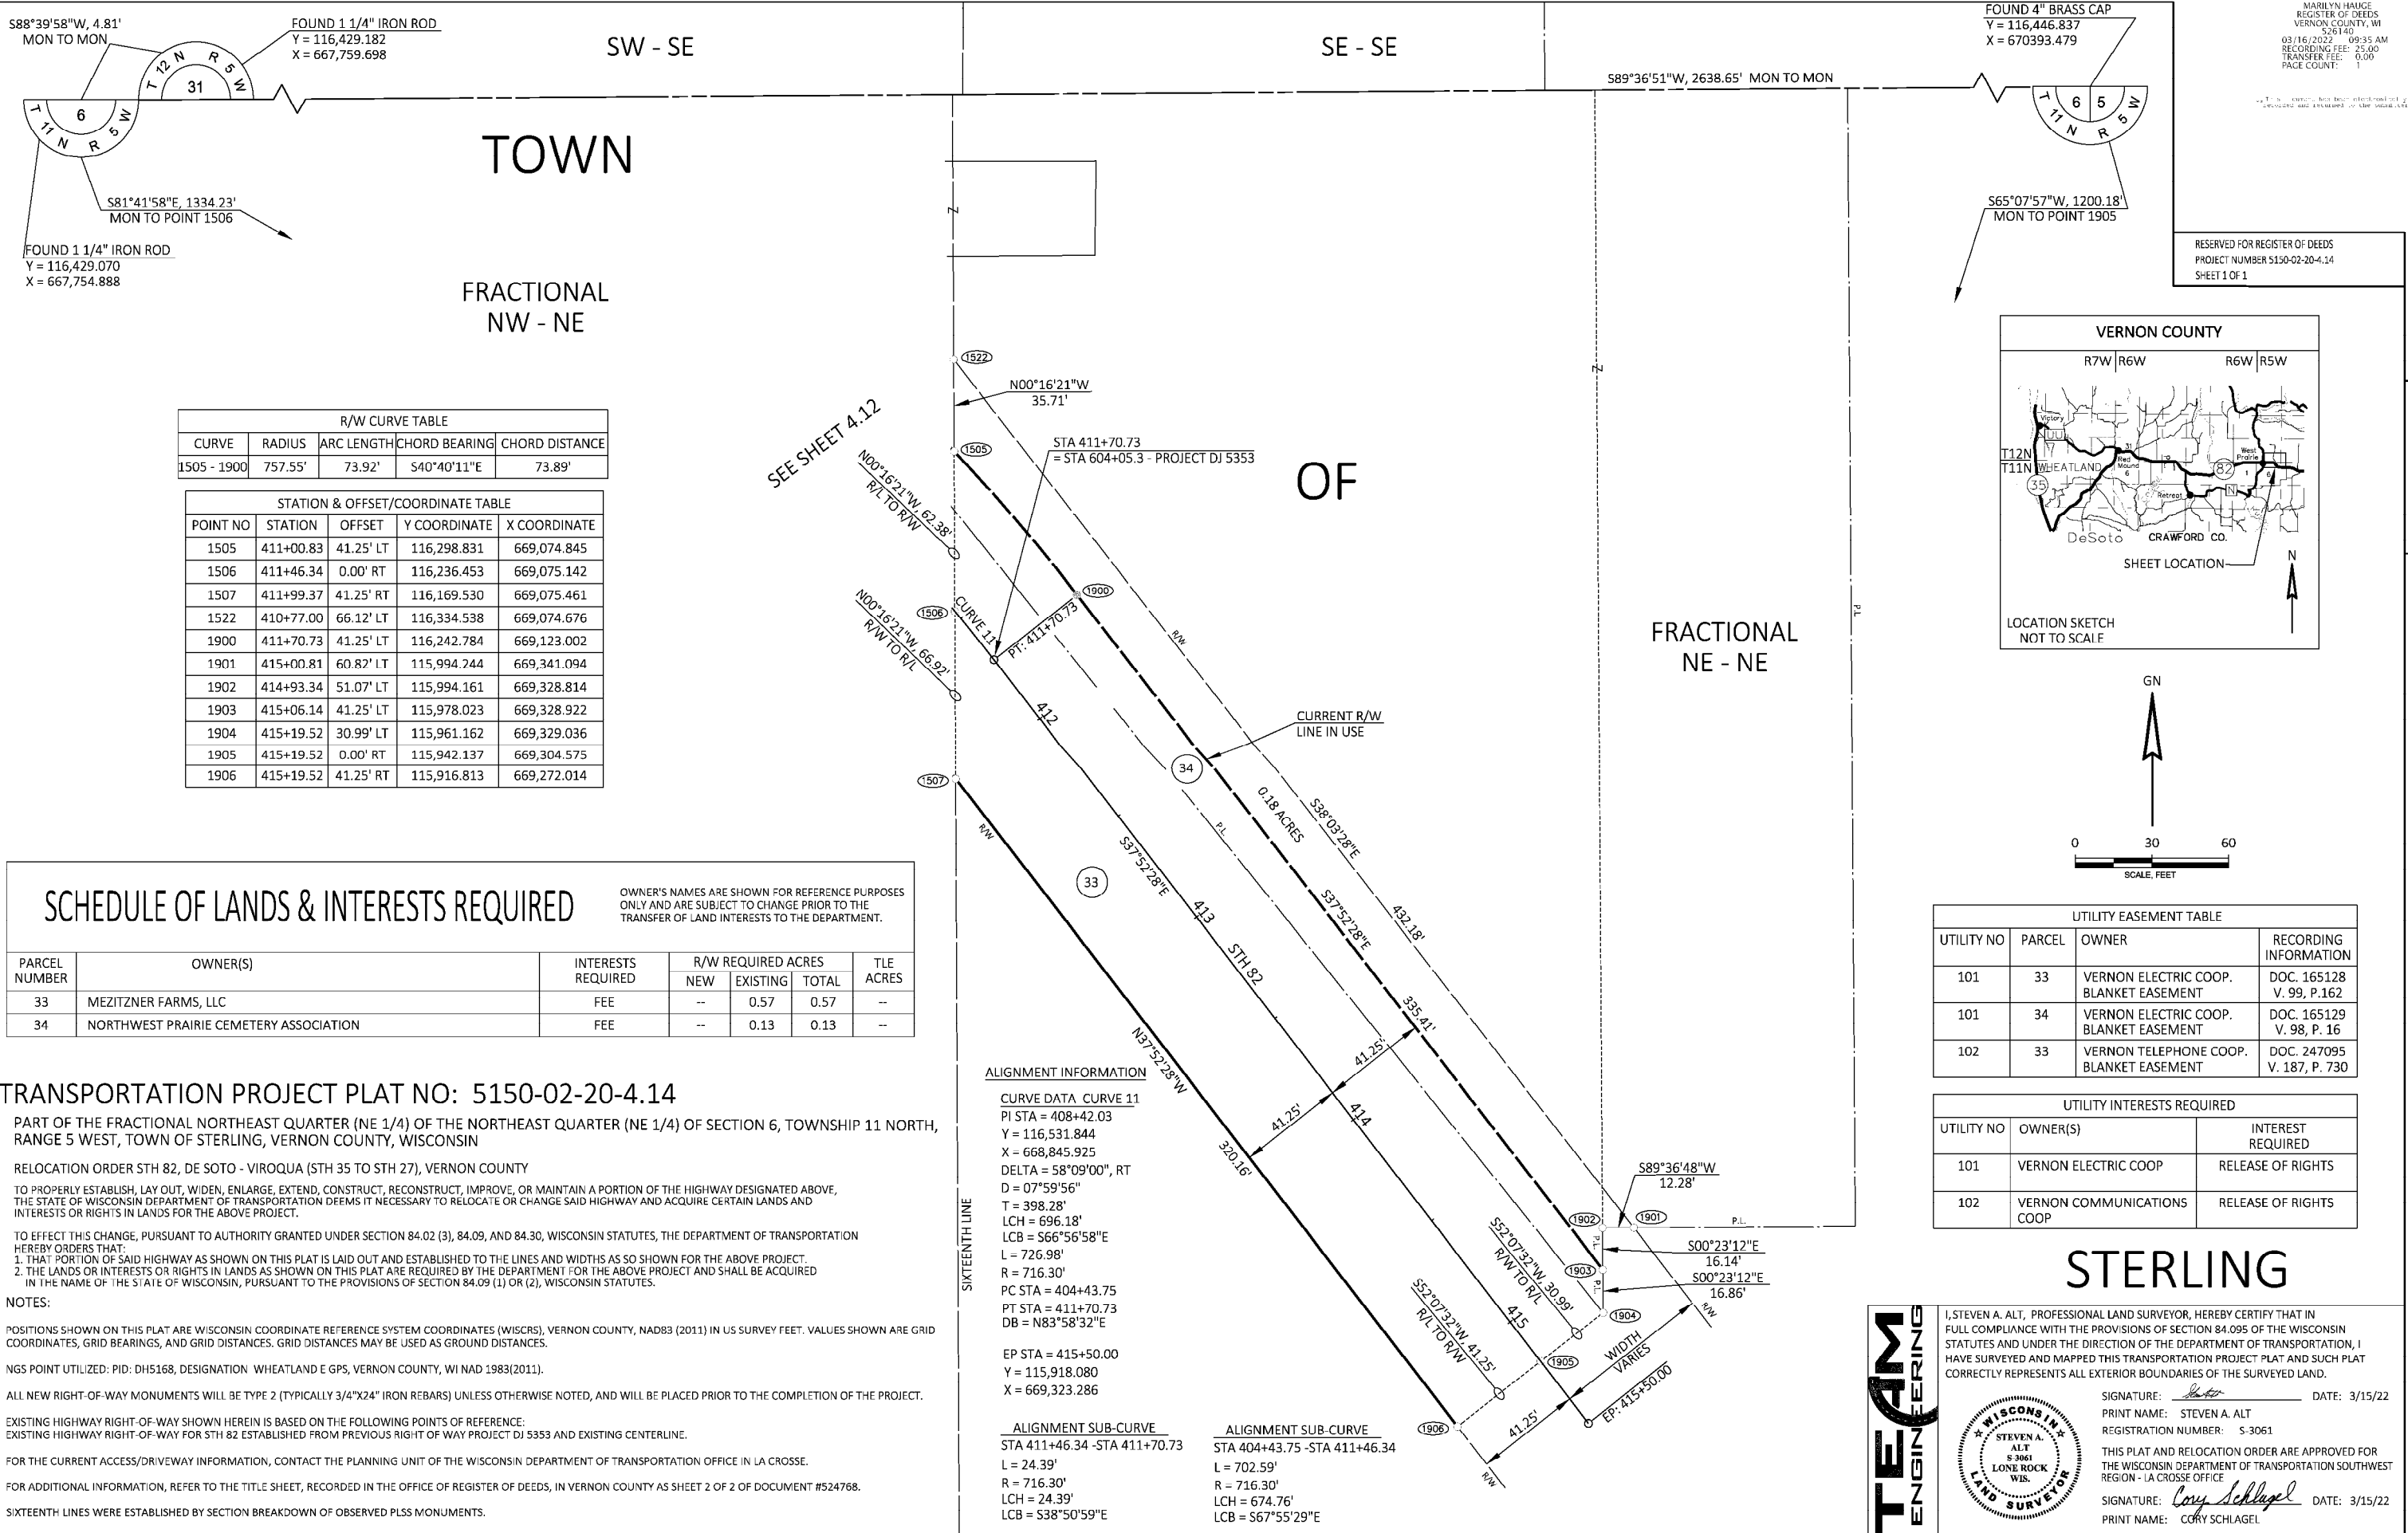 S88°39'58"W, 4.81'
MON TO MON
FOUND 1 1/4" IRON ROD
Y = 116,429.182
X = 667,759.698
T 12 N R 5 W
31
6
T 11 N R 5 W
S81°41'58"E, 1334.23'
MON TO POINT 1506
FOUND 1 1/4" IRON ROD
Y = 116,429.070
X = 667,754.888
SW - SE
SE - SE
S89°36'51"W, 2638.65' MON TO MON
FOUND 4" BRASS CAP
Y = 116,446.837
X = 670393.479
6 5
T 11 N R 5 W
S65°07'57"W, 1200.18'
MON TO POINT 1905
MARILYN HAUGE
REGISTER OF DEEDS
VERNON COUNTY, WI
526140
03/16/2022 09:35 AM
RECORDING FEE: 25.00
TRANSFER FEE: 0.00
PAGE COUNT: 1
RESERVED FOR REGISTER OF DEEDS
PROJECT NUMBER 5150-02-20-4.14
SHEET 1 OF 1
TOWN
OF
STERLING
FRACTIONAL
NW - NE
FRACTIONAL
NE - NE
R/W CURVE TABLE
CURVE RADIUS ARC LENGTH CHORD BEARING CHORD DISTANCE
1505 - 1900 757.55' 73.92' S40°40'11"E 73.89'
STATION & OFFSET/COORDINATE TABLE
POINT NO STATION OFFSET Y COORDINATE X COORDINATE
1505 411+00.83 41.25' LT 116,298.831 669,074.845
1506 411+46.34 0.00' RT 116,236.453 669,075.142
1507 411+99.37 41.25' RT 116,169.530 669,075.461
1522 410+77.00 66.12' LT 116,334.538 669,074.676
1900 411+70.73 41.25' LT 116,242.784 669,123.002
1901 415+00.81 60.82' LT 115,994.244 669,341.094
1902 414+93.34 51.07' LT 115,994.161 669,328.814
1903 415+06.14 41.25' LT 115,978.023 669,328.922
1904 415+19.52 30.99' LT 115,961.162 669,329.036
1905 415+19.52 0.00' RT 115,942.137 669,304.575
1906 415+19.52 41.25' RT 115,916.813 669,272.014
SEE SHEET 4.12
1522
N00°16'21"W
35.71'
1505
STA 411+70.73
= STA 604+05.3 - PROJECT DJ 5353
N00°16'21"W, 62.38'
R/L TO R/W
1506
CURVE 11
PT: 411+70.73
1900
N00°16'21"W, 66.92'
R/W TO R/L
1507
R/W
R/W
412
CURRENT R/W
LINE IN USE
34
33
0.18 ACRES
S38°03'28"E
432.18'
P.L.
S37°52'28"E
S37°52'28"E
413
STH 82
335.41'
41.25'
41.25'
414
N37°52'28"W
320.16'
P.L.
S89°36'48"W
12.28'
1902
1901
P.L.
P.L.
S00°23'12"E
16.14'
1903
P.L.
S00°23'12"E
16.86'
1904
S52°07'32"W, 30.99'
R/W TO R/L
S52°07'32"W, 41.25'
R/L TO R/W
415
1905
WIDTH
VARIES
R/W
EP: 415+50.00
1906
41.25'
R/W
SIXTEENTH LINE
VERNON COUNTY
R7W R6W
R6W R5W
Victory
UU
T12N
T11N
WHEATLAND
35
31
Red
Mound
6
West
Prairie
82
1
6
Retreat
N
DeSoto
CRAWFORD CO.
SHEET LOCATION
N
LOCATION SKETCH
NOT TO SCALE
GN
0 30 60
SCALE, FEET
SCHEDULE OF LANDS & INTERESTS REQUIRED
OWNER'S NAMES ARE SHOWN FOR REFERENCE PURPOSES
ONLY AND ARE SUBJECT TO CHANGE PRIOR TO THE
TRANSFER OF LAND INTERESTS TO THE DEPARTMENT.
PARCEL NUMBER OWNER(S) INTERESTS REQUIRED R/W REQUIRED ACRES TLE ACRES
NEW EXISTING TOTAL
33 MEZITZNER FARMS, LLC FEE -- 0.57 0.57 --
34 NORTHWEST PRAIRIE CEMETERY ASSOCIATION FEE -- 0.13 0.13 --
TRANSPORTATION PROJECT PLAT NO: 5150-02-20-4.14
PART OF THE FRACTIONAL NORTHEAST QUARTER (NE 1/4) OF THE NORTHEAST QUARTER (NE 1/4) OF SECTION 6, TOWNSHIP 11 NORTH,
RANGE 5 WEST, TOWN OF STERLING, VERNON COUNTY, WISCONSIN
RELOCATION ORDER STH 82, DE SOTO - VIROQUA (STH 35 TO STH 27), VERNON COUNTY
TO PROPERLY ESTABLISH, LAY OUT, WIDEN, ENLARGE, EXTEND, CONSTRUCT, RECONSTRUCT, IMPROVE, OR MAINTAIN A PORTION OF THE HIGHWAY DESIGNATED ABOVE,
THE STATE OF WISCONSIN DEPARTMENT OF TRANSPORTATION DEEMS IT NECESSARY TO RELOCATE OR CHANGE SAID HIGHWAY AND ACQUIRE CERTAIN LANDS AND
INTERESTS OR RIGHTS IN LANDS FOR THE ABOVE PROJECT.
TO EFFECT THIS CHANGE, PURSUANT TO AUTHORITY GRANTED UNDER SECTION 84.02 (3), 84.09, AND 84.30, WISCONSIN STATUTES, THE DEPARTMENT OF TRANSPORTATION
HEREBY ORDERS THAT:
1. THAT PORTION OF SAID HIGHWAY AS SHOWN ON THIS PLAT IS LAID OUT AND ESTABLISHED TO THE LINES AND WIDTHS AS SO SHOWN FOR THE ABOVE PROJECT.
2. THE LANDS OR INTERESTS OR RIGHTS IN LANDS AS SHOWN ON THIS PLAT ARE REQUIRED BY THE DEPARTMENT FOR THE ABOVE PROJECT AND SHALL BE ACQUIRED
IN THE NAME OF THE STATE OF WISCONSIN, PURSUANT TO THE PROVISIONS OF SECTION 84.09 (1) OR (2), WISCONSIN STATUTES.
NOTES:
POSITIONS SHOWN ON THIS PLAT ARE WISCONSIN COORDINATE REFERENCE SYSTEM COORDINATES (WISCRS), VERNON COUNTY, NAD83 (2011) IN US SURVEY FEET. VALUES SHOWN ARE GRID
COORDINATES, GRID BEARINGS, AND GRID DISTANCES. GRID DISTANCES MAY BE USED AS GROUND DISTANCES.
NGS POINT UTILIZED: PID: DH5168, DESIGNATION WHEATLAND E GPS, VERNON COUNTY, WI NAD 1983(2011).
ALL NEW RIGHT-OF-WAY MONUMENTS WILL BE TYPE 2 (TYPICALLY 3/4"X24" IRON REBARS) UNLESS OTHERWISE NOTED, AND WILL BE PLACED PRIOR TO THE COMPLETION OF THE PROJECT.
EXISTING HIGHWAY RIGHT-OF-WAY SHOWN HEREIN IS BASED ON THE FOLLOWING POINTS OF REFERENCE:
EXISTING HIGHWAY RIGHT-OF-WAY FOR STH 82 ESTABLISHED FROM PREVIOUS RIGHT OF WAY PROJECT DJ 5353 AND EXISTING CENTERLINE.
FOR THE CURRENT ACCESS/DRIVEWAY INFORMATION, CONTACT THE PLANNING UNIT OF THE WISCONSIN DEPARTMENT OF TRANSPORTATION OFFICE IN LA CROSSE.
FOR ADDITIONAL INFORMATION, REFER TO THE TITLE SHEET, RECORDED IN THE OFFICE OF REGISTER OF DEEDS, IN VERNON COUNTY AS SHEET 2 OF 2 OF DOCUMENT #524768.
SIXTEENTH LINES WERE ESTABLISHED BY SECTION BREAKDOWN OF OBSERVED PLSS MONUMENTS.
ALIGNMENT INFORMATION
CURVE DATA CURVE 11
PI STA = 408+42.03
Y = 116,531.844
X = 668,845.925
DELTA = 58°09'00", RT
D = 07°59'56"
T = 398.28'
LCH = 696.18'
LCB = S66°56'58"E
L = 726.98'
R = 716.30'
PC STA = 404+43.75
PT STA = 411+70.73
DB = N83°58'32"E
EP STA = 415+50.00
Y = 115,918.080
X = 669,323.286
ALIGNMENT SUB-CURVE
STA 411+46.34 -STA 411+70.73
L = 24.39'
R = 716.30'
LCH = 24.39'
LCB = S38°50'59"E
ALIGNMENT SUB-CURVE
STA 404+43.75 -STA 411+46.34
L = 702.59'
R = 716.30'
LCH = 674.76'
LCB = S67°55'29"E
UTILITY EASEMENT TABLE
UTILITY NO PARCEL OWNER RECORDING INFORMATION
101 33 VERNON ELECTRIC COOP. DOC. 165128
BLANKET EASEMENT V. 99, P.162
101 34 VERNON ELECTRIC COOP. DOC. 165129
BLANKET EASEMENT V. 98, P. 16
102 33 VERNON TELEPHONE COOP. DOC. 247095
BLANKET EASEMENT V. 187, P. 730
UTILITY INTERESTS REQUIRED
UTILITY NO OWNER(S) INTEREST REQUIRED
101 VERNON ELECTRIC COOP RELEASE OF RIGHTS
102 VERNON COMMUNICATIONS COOP RELEASE OF RIGHTS
TEAM
ENGINEERING
I,STEVEN A. ALT, PROFESSIONAL LAND SURVEYOR, HEREBY CERTIFY THAT IN
FULL COMPLIANCE WITH THE PROVISIONS OF SECTION 84.095 OF THE WISCONSIN
STATUTES AND UNDER THE DIRECTION OF THE DEPARTMENT OF TRANSPORTATION, I
HAVE SURVEYED AND MAPPED THIS TRANSPORTATION PROJECT PLAT AND SUCH PLAT
CORRECTLY REPRESENTS ALL EXTERIOR BOUNDARIES OF THE SURVEYED LAND.
SIGNATURE: DATE: 3/15/22
PRINT NAME: STEVEN A. ALT
REGISTRATION NUMBER: S-3061
WISCONSIN
STEVEN A.
ALT
S-3061
LONE ROCK
WIS.
LAND SURVEYOR
THIS PLAT AND RELOCATION ORDER ARE APPROVED FOR
THE WISCONSIN DEPARTMENT OF TRANSPORTATION SOUTHWEST
REGION - LA CROSSE OFFICE
SIGNATURE: Cory Schlagel DATE: 3/15/22
PRINT NAME: CORY SCHLAGEL